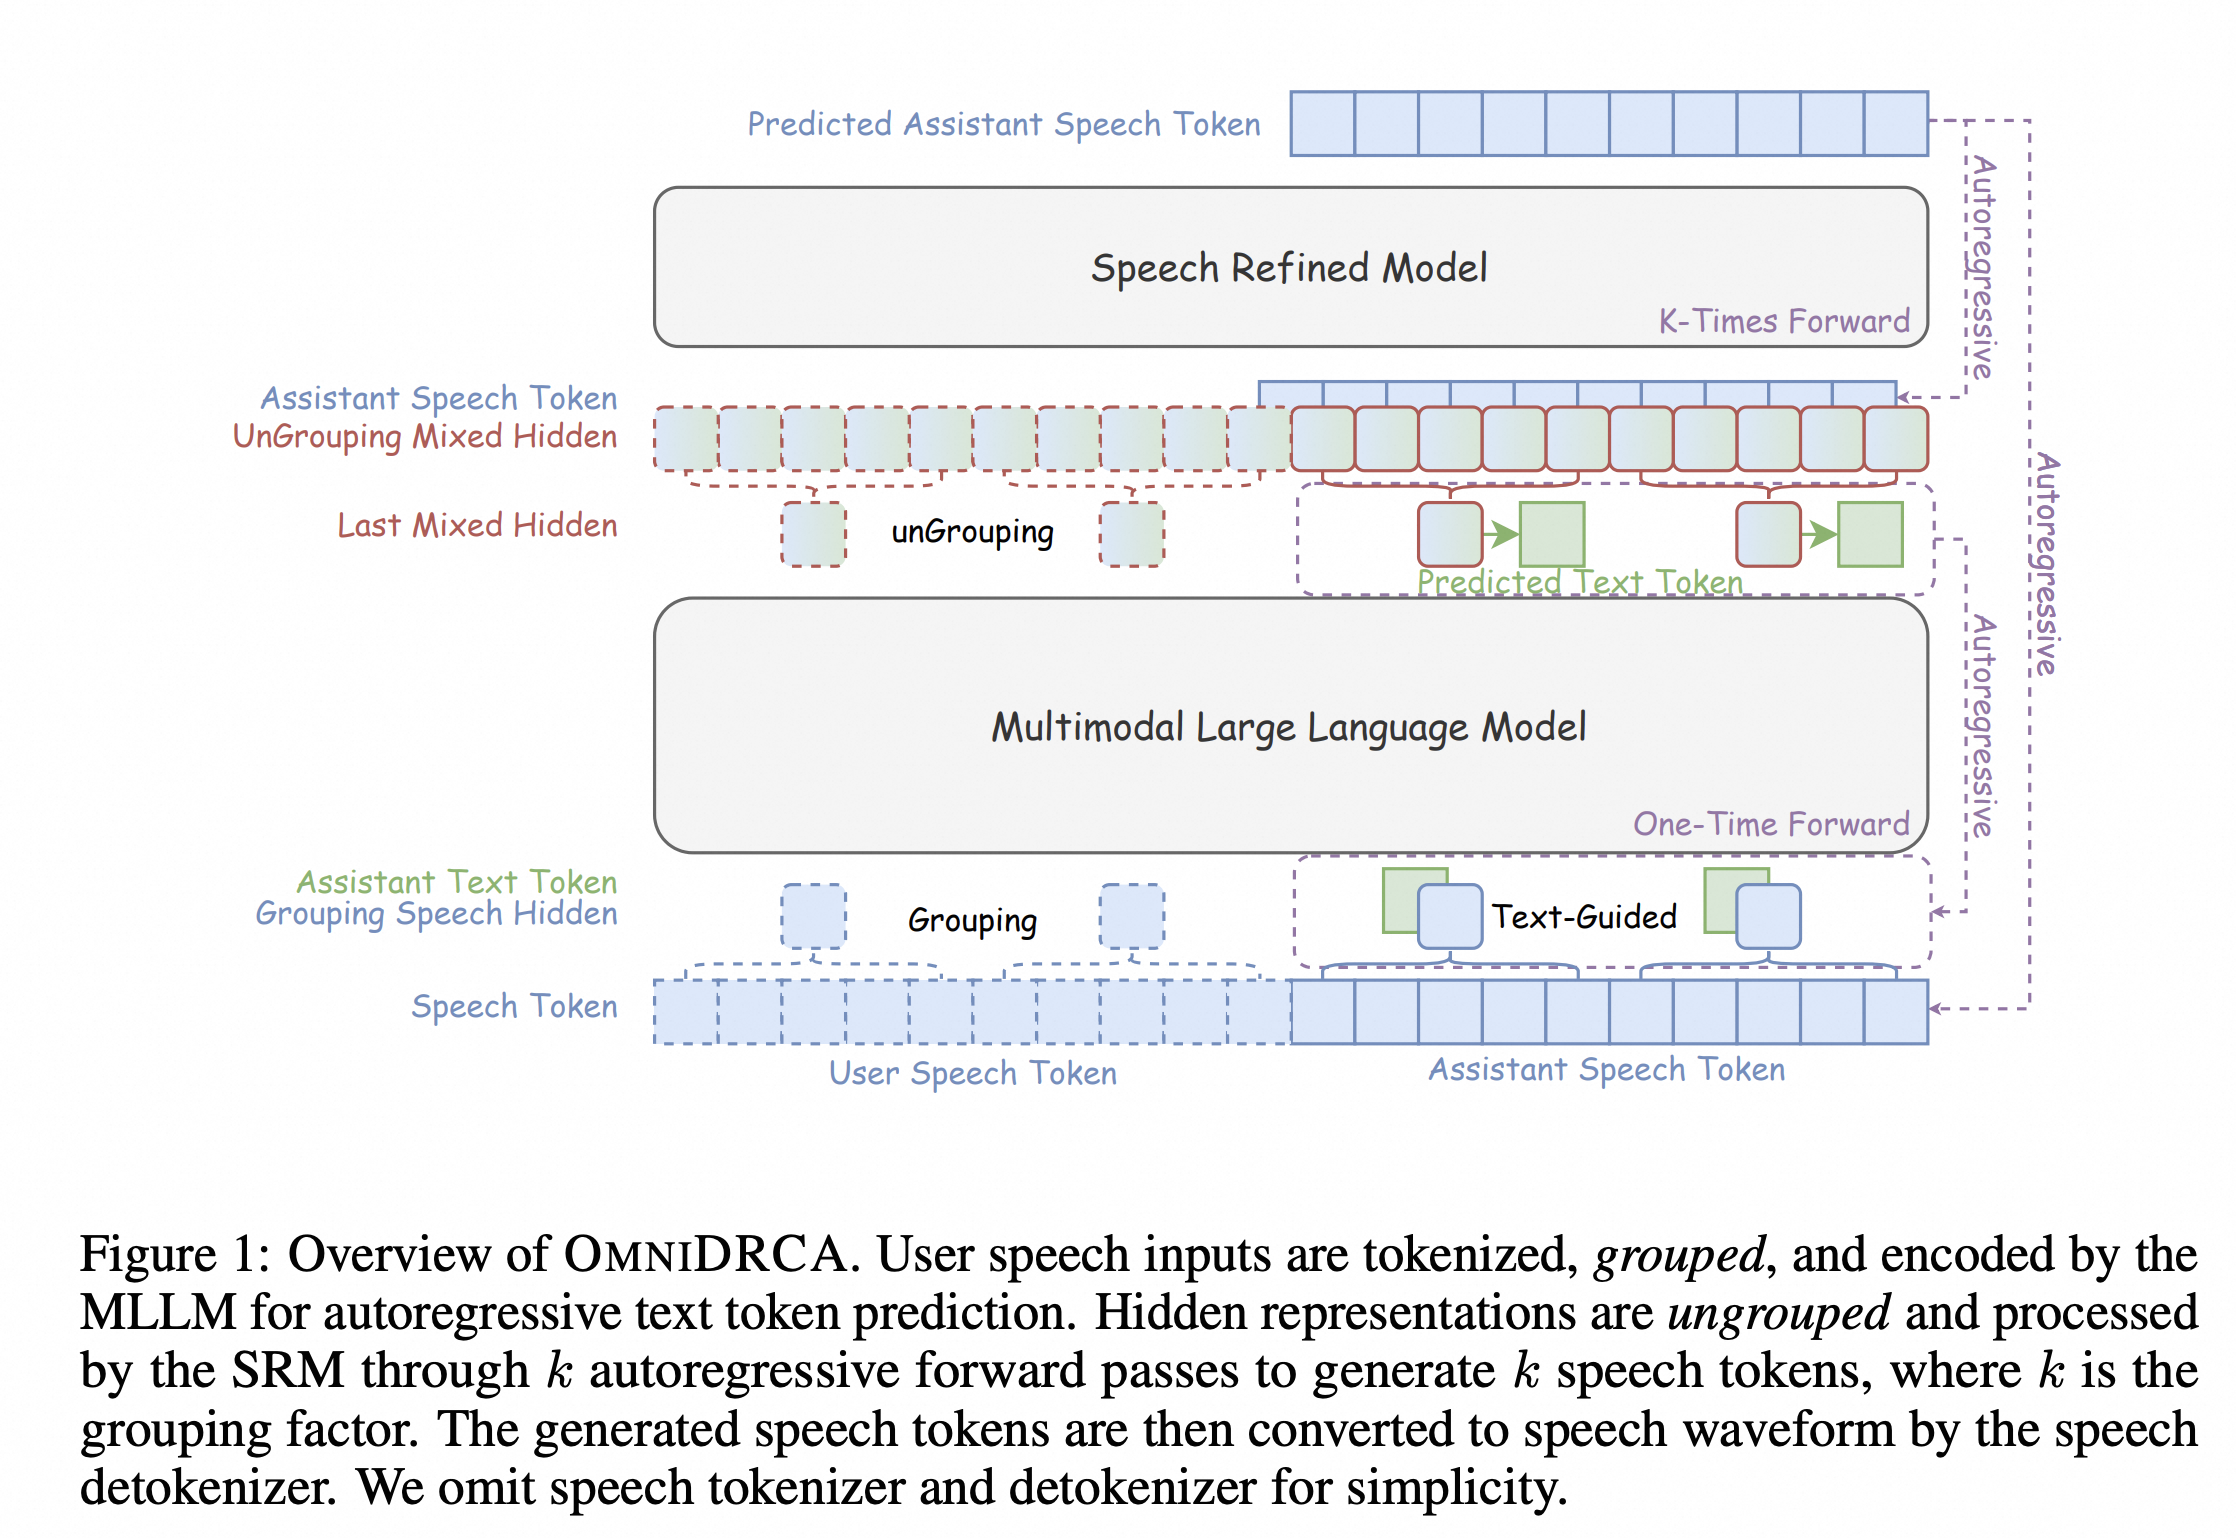 Predicted Assistant Speech Token
Autoregressive
Speech Refined Model
K-Times Forward
Assistant Speech Token
UnGrouping Mixed Hidden
Last Mixed Hidden
unGrouping
Predicted Text Token
Autoregressive
Autoregressive
Multimodal Large Language Model
One-Time Forward
Assistant Text Token
Grouping Speech Hidden
Grouping
Text-Guided
Speech Token
User Speech Token
Assistant Speech Token
Figure 1: Overview of OMNIDRCA. User speech inputs are tokenized, grouped, and encoded by the
MLLM for autoregressive text token prediction. Hidden representations are ungrouped and processed
by the SRM through k autoregressive forward passes to generate k speech tokens, where k is the
grouping factor. The generated speech tokens are then converted to speech waveform by the speech
detokenizer. We omit speech tokenizer and detokenizer for simplicity.